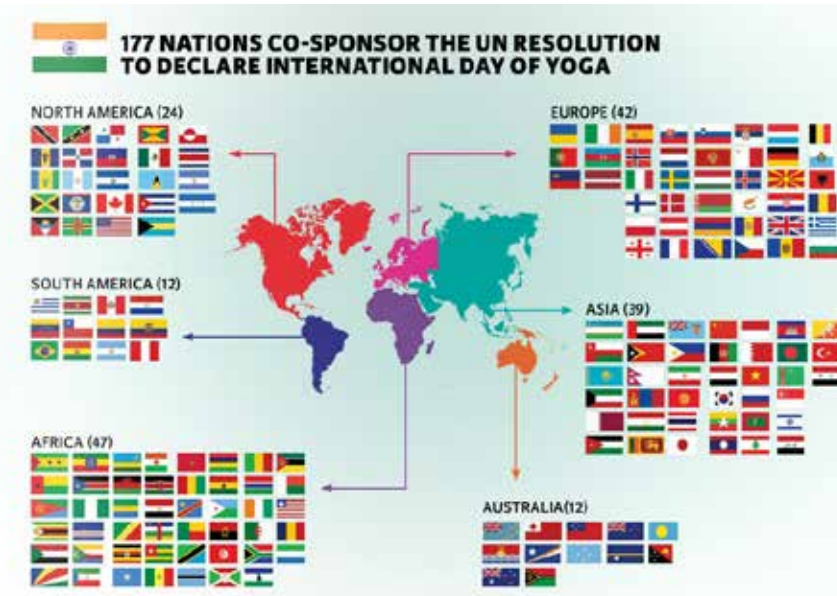 177 NATIONS CO-SPONSOR THE UN RESOLUTION
TO DECLARE INTERNATIONAL DAY OF YOGA
NORTH AMERICA (24)
EUROPE (42)
SOUTH AMERICA (12)
ASIA (39)
AFRICA (47)
AUSTRALIA(12)